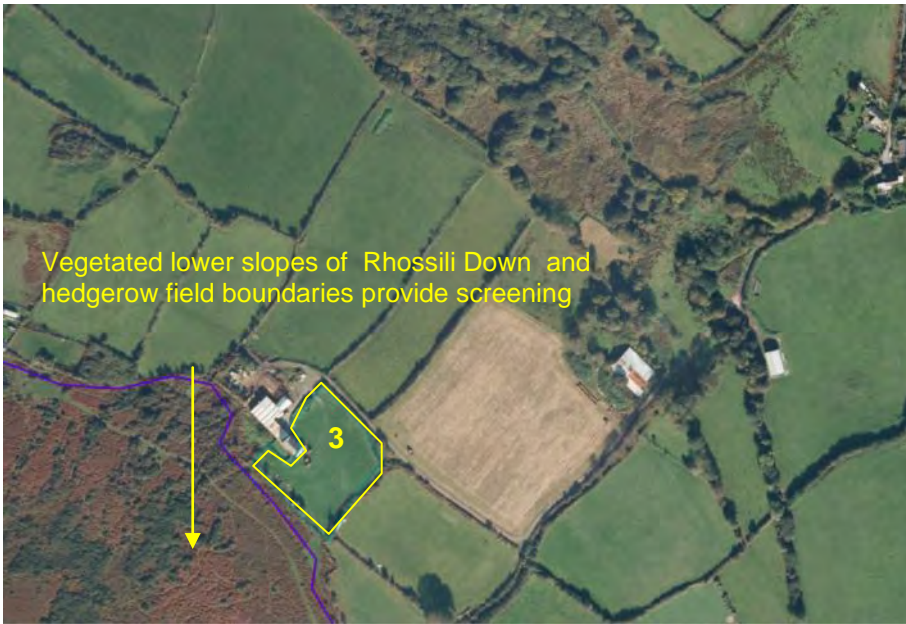 Vegetated lower slopes of Rhossili Down and
hedgerow field boundaries provide screening
3